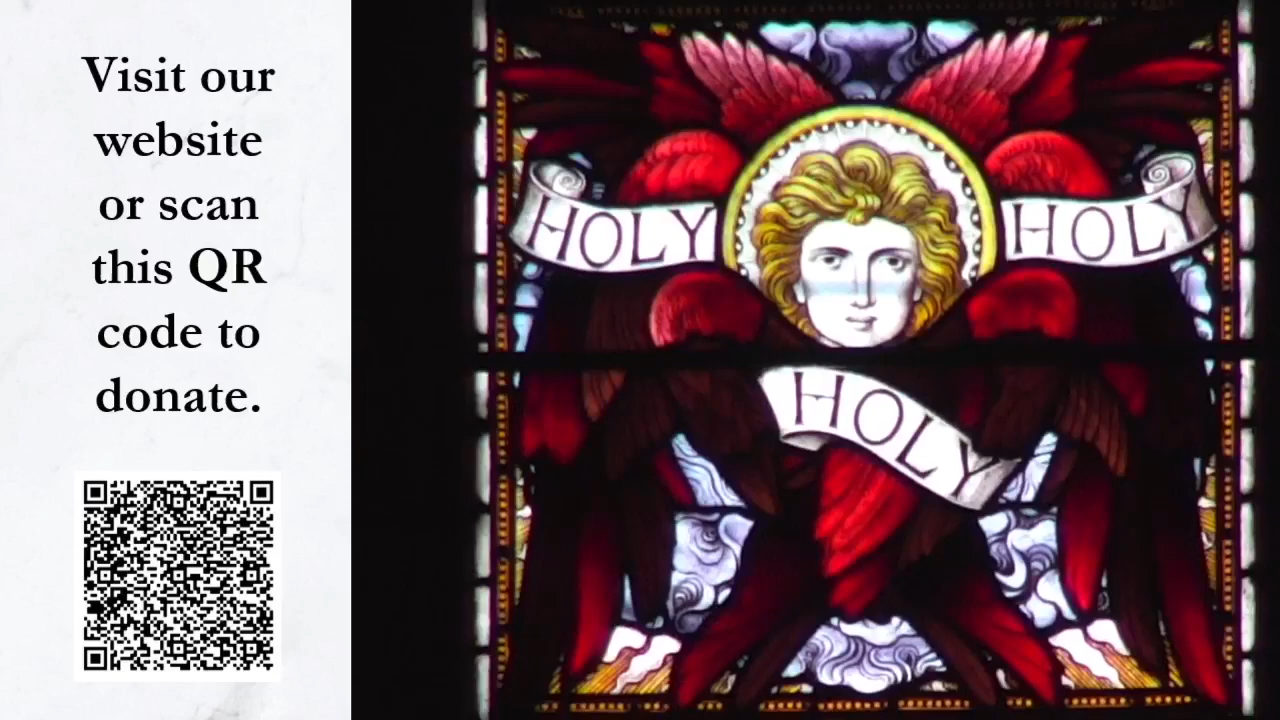 Visit our
website
or scan
this QR
code to
donate.
HOLY
HOLY
HOLY